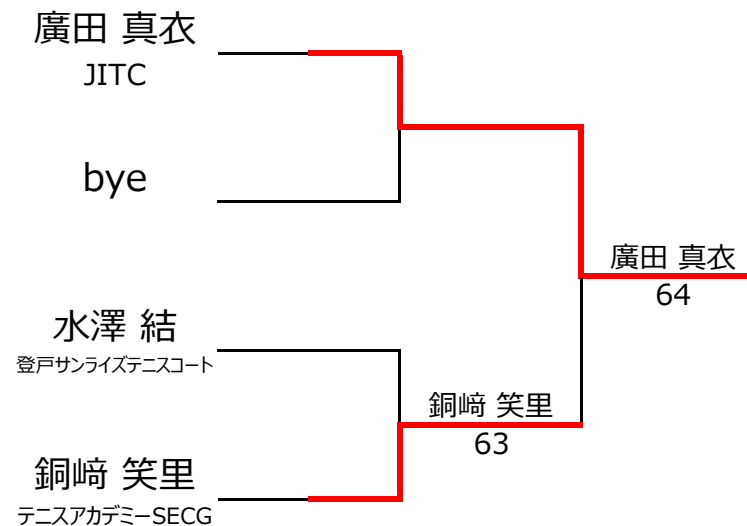 廣田 真衣
JITC
bye
水澤 結
登戸サンライズテニスコート
銅﨑 笑里
テニスアカデミーSECG
銅﨑 笑里
63
廣田 真衣
64